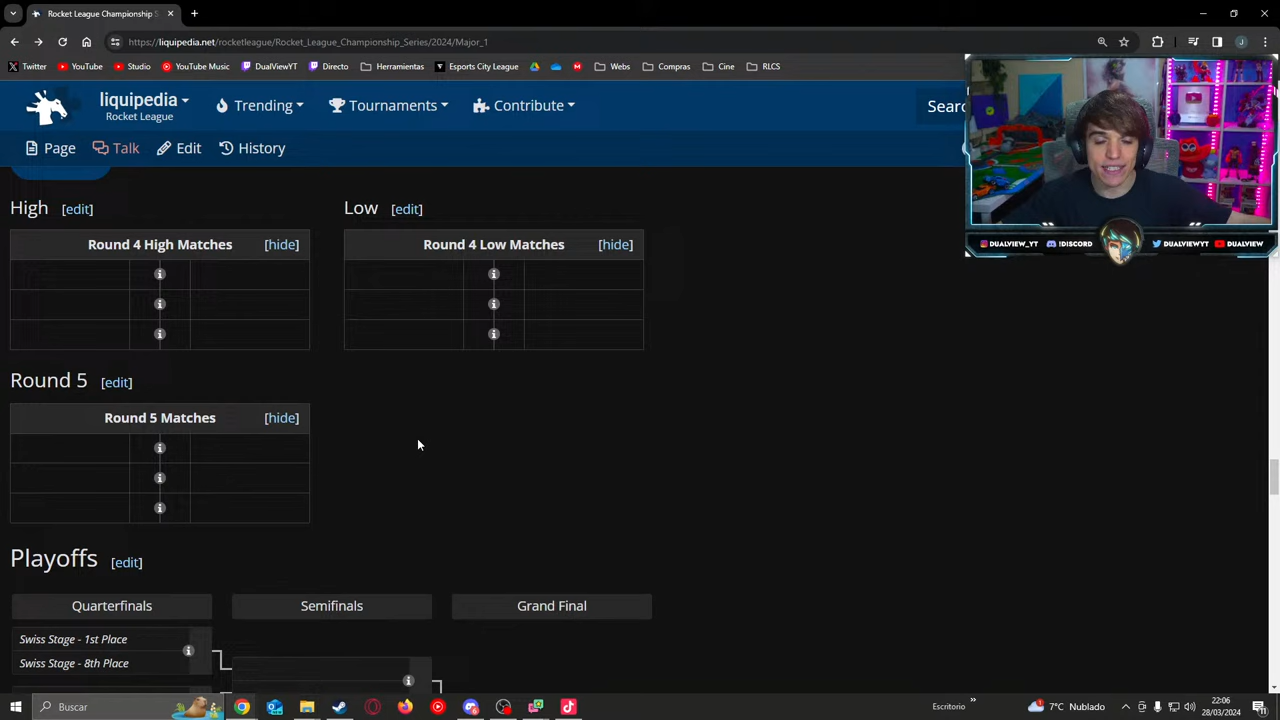 Rocket League Championship S
https://liquipedia.net/rocketleague/Rocket_League_Championship_Series/2024/Major_1
Twitter YouTube Studio YouTube Music DualViewYT Directo Herramientas Esports City League Webs Compras Cine RLCS
liquipedia
Rocket League
Trending Tournaments Contribute
Searc
Page Talk Edit History
High [edit] Low [edit]
Round 4 High Matches [hide] Round 4 Low Matches [hide]
Round 5 [edit]
Round 5 Matches [hide]
Playoffs [edit]
Quarterfinals Semifinals Grand Final
Swiss Stage - 1st Place
Swiss Stage - 8th Place
DUALVIEW_YT !DISCORD DUALVIEWYT DUALVIEW
Buscar
Escritorio
7°C Nublado
22:06
28/03/2024